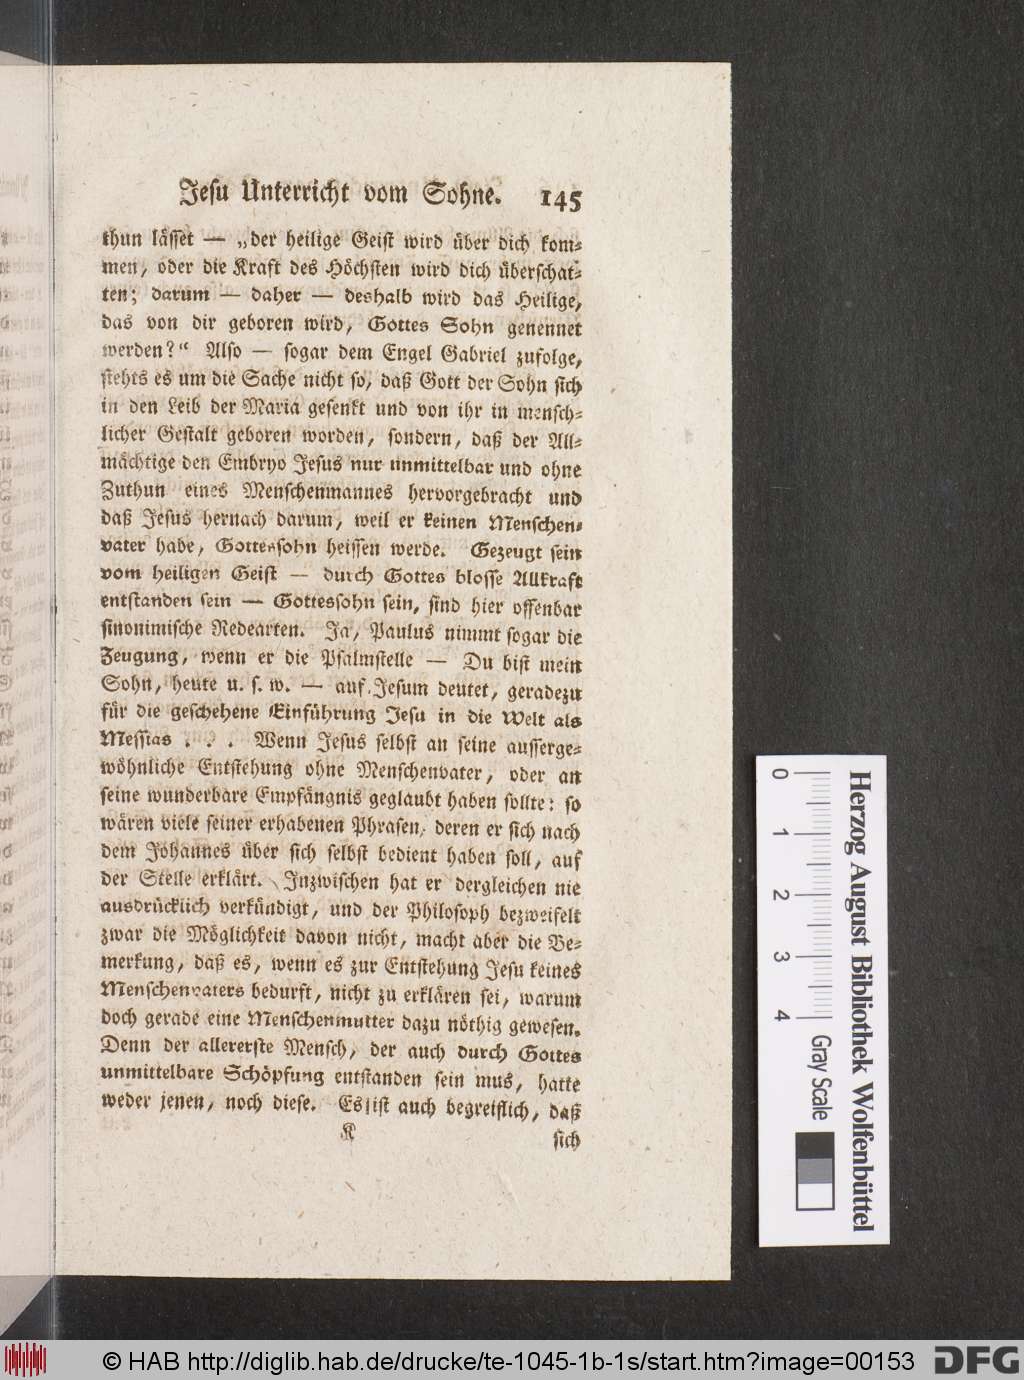 Jesu Unterricht vom Sohne. 145
thun lässet — „der heilige Geist wird über dich kom-
men, oder die Kraft des Höchsten wird dich überschat-
ten; darum — daher — deshalb wird das Heilige,
das von dir geboren wird, Gottes Sohn genennet
werden?“ Also — sogar dem Engel Gabriel zufolge,
stehts es um die Sache nicht so, daß Gott der Sohn sich
in den Leib der Maria gesenkt und von ihr in mensch-
licher Gestalt geboren worden, sondern, daß der All-
mächtige den Embryo Jesus nur unmittelbar und ohne
Zuthun eines Menschenmannes hervorgebracht und
daß Jesus hernach darum, weil er keinen Menschen-
vater habe, Gottessohn heissen werde. Gezeugt sein
vom heiligen Geist — durch Gottes blosse Allkraft
entstanden sein — Gottessohn sein, sind hier offenbar
sinonimische Redearten. Ja, Paulus nimmt sogar die
Zeugung, wenn er die Psalmstelle — Du bist mein
Sohn, heute u. s. w. — auf Jesum deutet, geradezu
für die geschehene Einführung Jesu in die Welt als
Messias . . . Wenn Jesus selbst an seine ausserge-
wöhnliche Entstehung ohne Menschenvater, oder an
seine wunderbare Empfängnis geglaubt haben sollte: so
wären viele seiner erhabenen Phrasen, deren er sich nach
dem Johannes über sich selbst bedient haben soll, auf
der Stelle erklärt. Inzwischen hat er dergleichen nie
ausdrücklich verkündigt, und der Philosoph bezweifelt
zwar die Möglichkeit davon nicht, macht aber die Be-
merkung, daß es, wenn es zur Entstehung Jesu keines
Menschenvaters bedurft, nicht zu erklären sei, warum
doch gerade eine Menschenmutter dazu nöthig gewesen.
Denn der allererste Mensch, der auch durch Gottes
unmittelbare Schöpfung entstanden sein mus, hatte
weder jenen, noch diese. Es ist auch begreiflich, daß
K sich
0 1 2 3 4 Gray Scale
Herzog August Bibliothek Wolfenbüttel
© HAB http://diglib.hab.de/drucke/te-1045-1b-1s/start.htm?image=00153 DFG